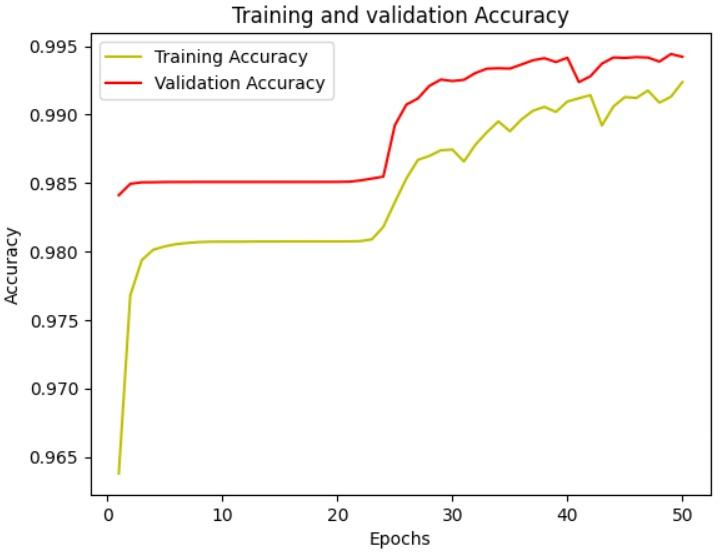 Training and validation Accuracy
0.995
0.990
0.985
0.980
0.975
0.970
0.965
Accuracy
Training Accuracy
Validation Accuracy
0 10 20 30 40 50
Epochs